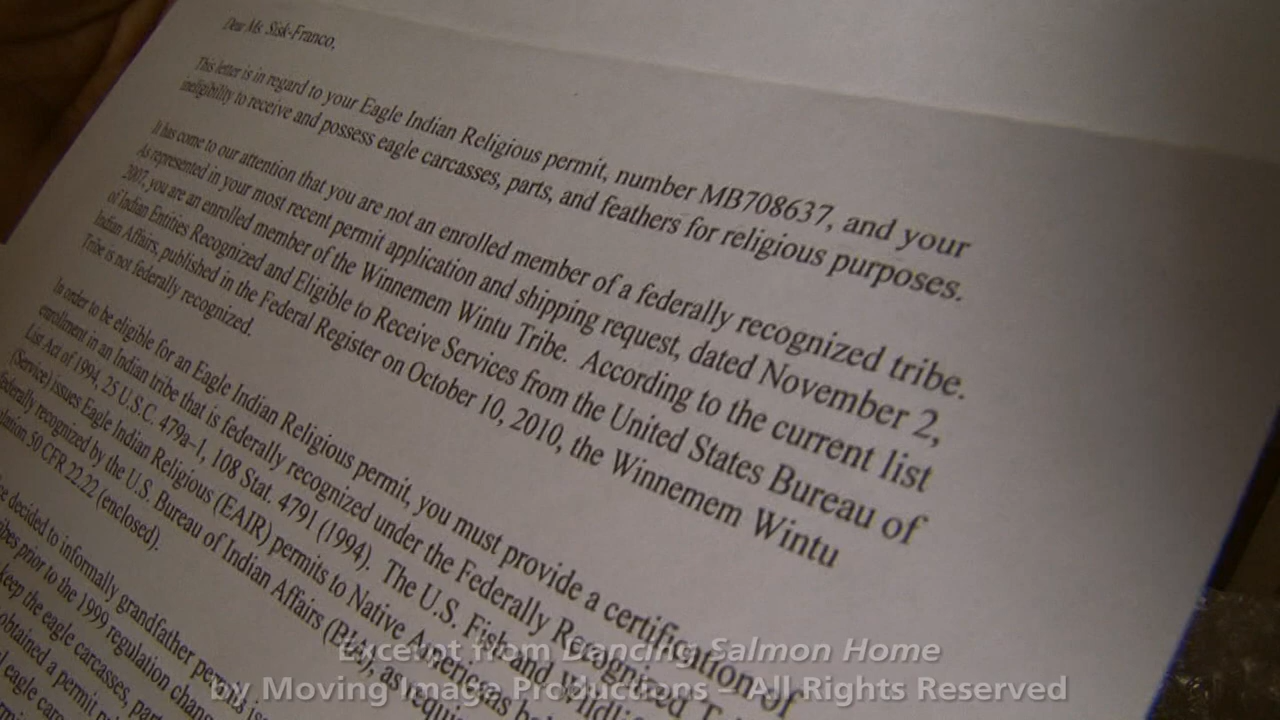 Dear Ms. Sisk-Franco,
This letter is in regard to your Eagle Indian Religious permit, number MB708637, and your
ineligibility to receive and possess eagle carcasses, parts, and feathers for religious purposes.
It has come to our attention that you are not an enrolled member of a federally recognized tribe.
As represented in your most recent permit application and shipping request, dated November 2,
2007, you are an enrolled member of the Winnemem Wintu Tribe. According to the current list
of Indian Entities Recognized and Eligible to Receive Services from the United States Bureau of
Indian Affairs, published in the Federal Register on October 10, 2010, the Winnemem Wintu
Tribe is not federally recognized.
In order to be eligible for an Eagle Indian Religious permit, you must provide a certification of
enrollment in an Indian tribe that is federally recognized under the Federally Recognized
List Act of 1994, 25 U.S.C. 479a-1, 108 Stat. 4791 (1994). The U.S. Fish and
(Service) issues Eagle Indian Religious (EAIR) permits to Native Americans
federally recognized by the U.S. Bureau of Indian Affairs (BIA), as
50 CFR 22.22 (enclosed).
decided to informally grandfather permits
prior to the 1999 regulation
keep the eagle carcasses,
obtained a permit
eagle
Excerpt from Dancing Salmon Home
by Moving Image Productions – All Rights Reserved